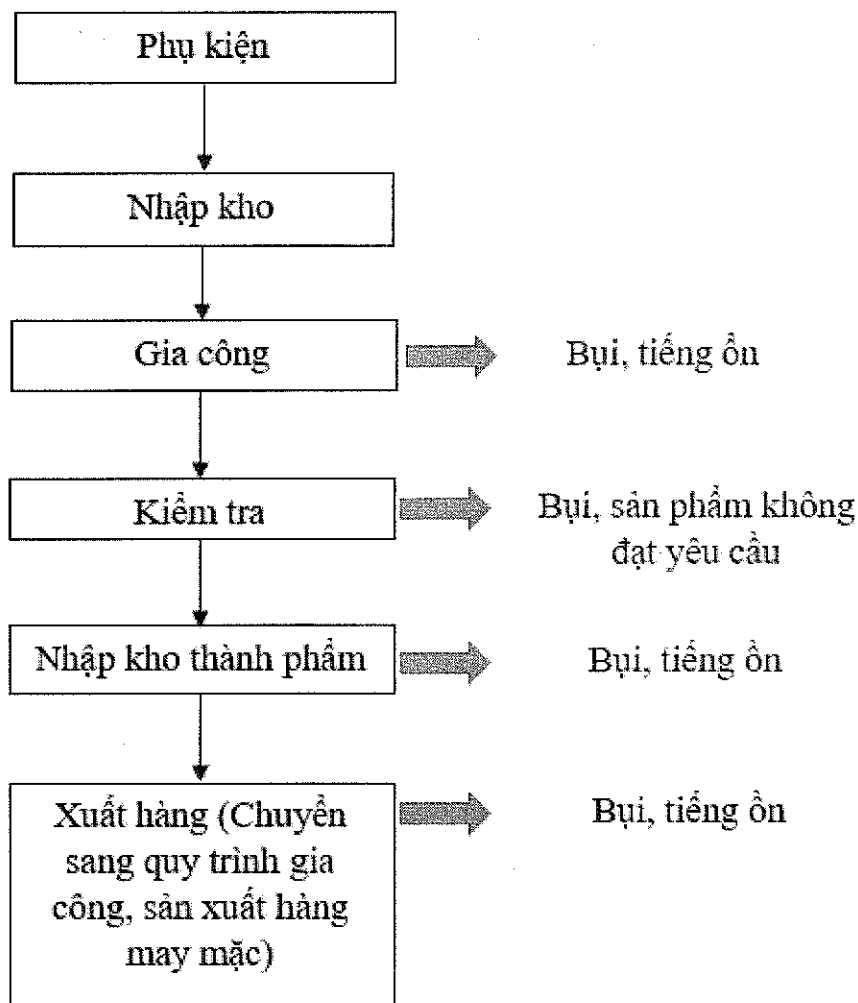 Phụ kiện
Nhập kho
Gia công
Bụi, tiếng ồn
Kiểm tra
Bụi, sản phẩm không
đạt yêu cầu
Nhập kho thành phẩm
Bụi, tiếng ồn
Xuất hàng (Chuyển
sang quy trình gia
công, sản xuất hàng
may mặc)
Bụi, tiếng ồn